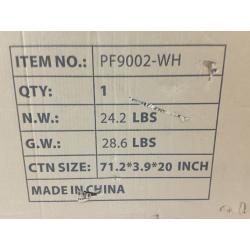 ITEM NO.: PF9002-WH
QTY: 1
N.W.: 24.2 LBS
G.W.: 28.6 LBS
CTN SIZE: 71.2*3.9*20 INCH
MADE IN CHINA